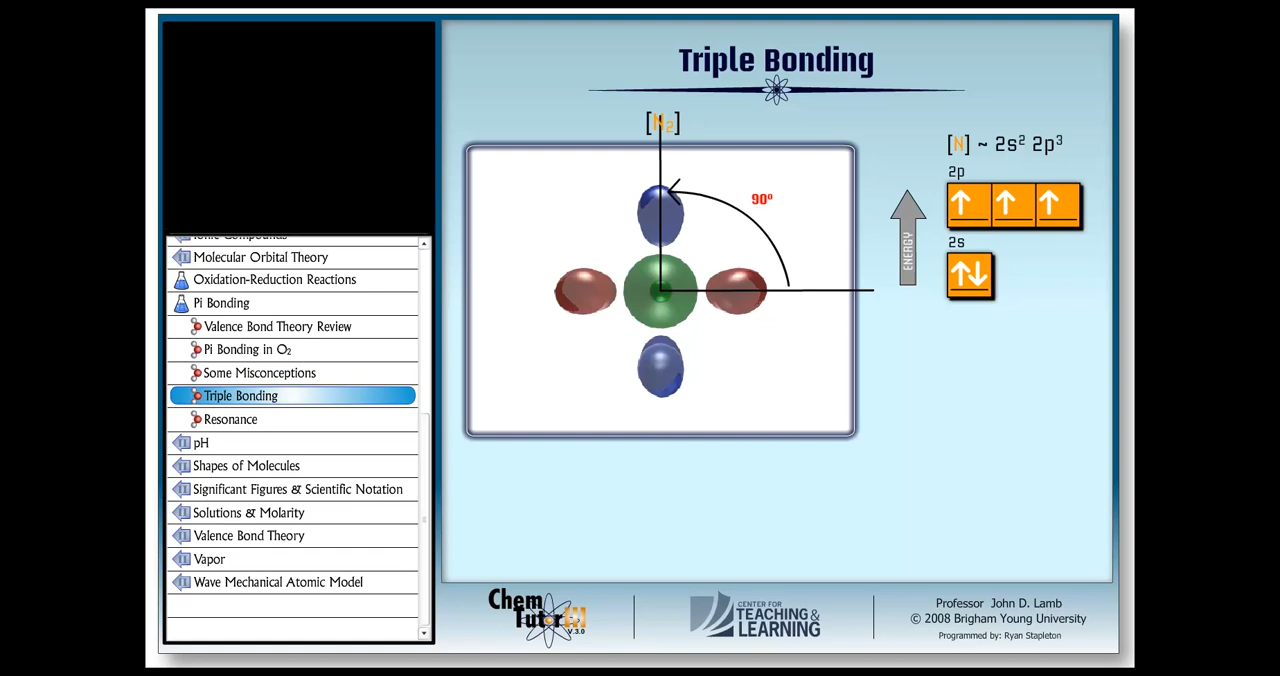 Triple Bonding
[N₂]
90º
[N] ~ 2s² 2p³
2p
2s
ENERGY
Molecular Orbital Theory
Oxidation-Reduction Reactions
Pi Bonding
Valence Bond Theory Review
Pi Bonding in O₂
Some Misconceptions
Triple Bonding
Resonance
pH
Shapes of Molecules
Significant Figures & Scientific Notation
Solutions & Molarity
Valence Bond Theory
Vapor
Wave Mechanical Atomic Model
Chem
Tutor
V.3.0
CENTER FOR
TEACHING &
LEARNING
Professor John D. Lamb
© 2008 Brigham Young University
Programmed by: Ryan Stapleton